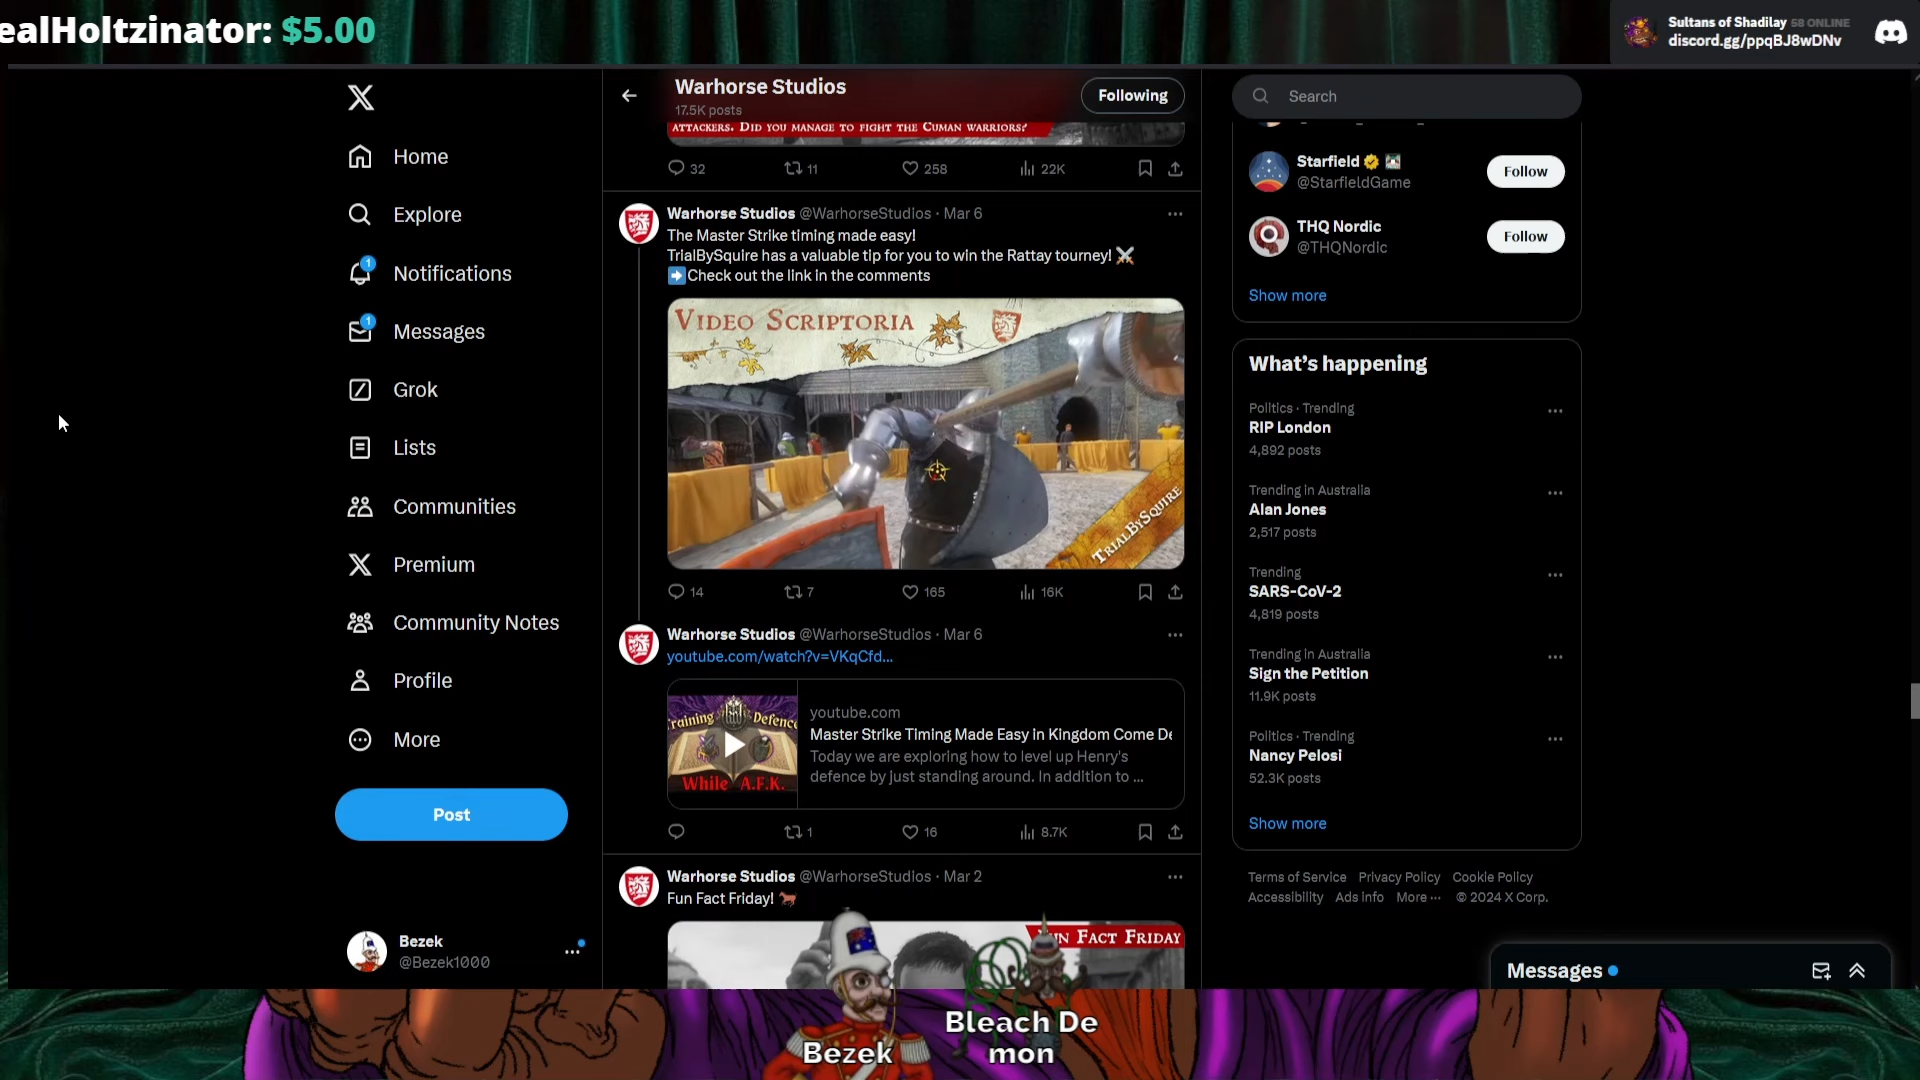 ealHoltzinator: $5.00
Sultans of Shadilay 58 ONLINE
discord.gg/ppqBJ8wDNv
Home
Explore
1
Notifications
1
Messages
Grok
Lists
Communities
Premium
Community Notes
Profile
More
Post
Bezek
@Bezek1000
Warhorse Studios
17.5K posts
Following
ATTACKERS. DID YOU MANAGE TO FIGHT THE CUMAN WARRIORS?
32 11 258 22K
Warhorse Studios @WarhorseStudios · Mar 6
The Master Strike timing made easy!
TrialBySquire has a valuable tip for you to win the Rattay tourney! ⚔
➡Check out the link in the comments
VIDEO SCRIPTORIA
TRIALBYSQUIRE
14 7 165 16K
Warhorse Studios @WarhorseStudios · Mar 6
youtube.com/watch?v=VKqCfd...
raining Defence
While A.F.K.
youtube.com
Master Strike Timing Made Easy in Kingdom Come De
Today we are exploring how to level up Henry's
defence by just standing around. In addition to ...
1 16 8.7K
Warhorse Studios @WarhorseStudios · Mar 2
Fun Fact Friday! 🐎
FUN FACT FRIDAY
Search
Starfield
@StarfieldGame
Follow
THQ Nordic
@THQNordic
Follow
Show more
What's happening
Politics · Trending
RIP London
4,892 posts
Trending in Australia
Alan Jones
2,517 posts
Trending
SARS-CoV-2
4,819 posts
Trending in Australia
Sign the Petition
11.9K posts
Politics · Trending
Nancy Pelosi
52.3K posts
Show more
Terms of Service Privacy Policy Cookie Policy
Accessibility Ads info More ··· © 2024 X Corp.
Messages
Bezek
Bleach De
mon